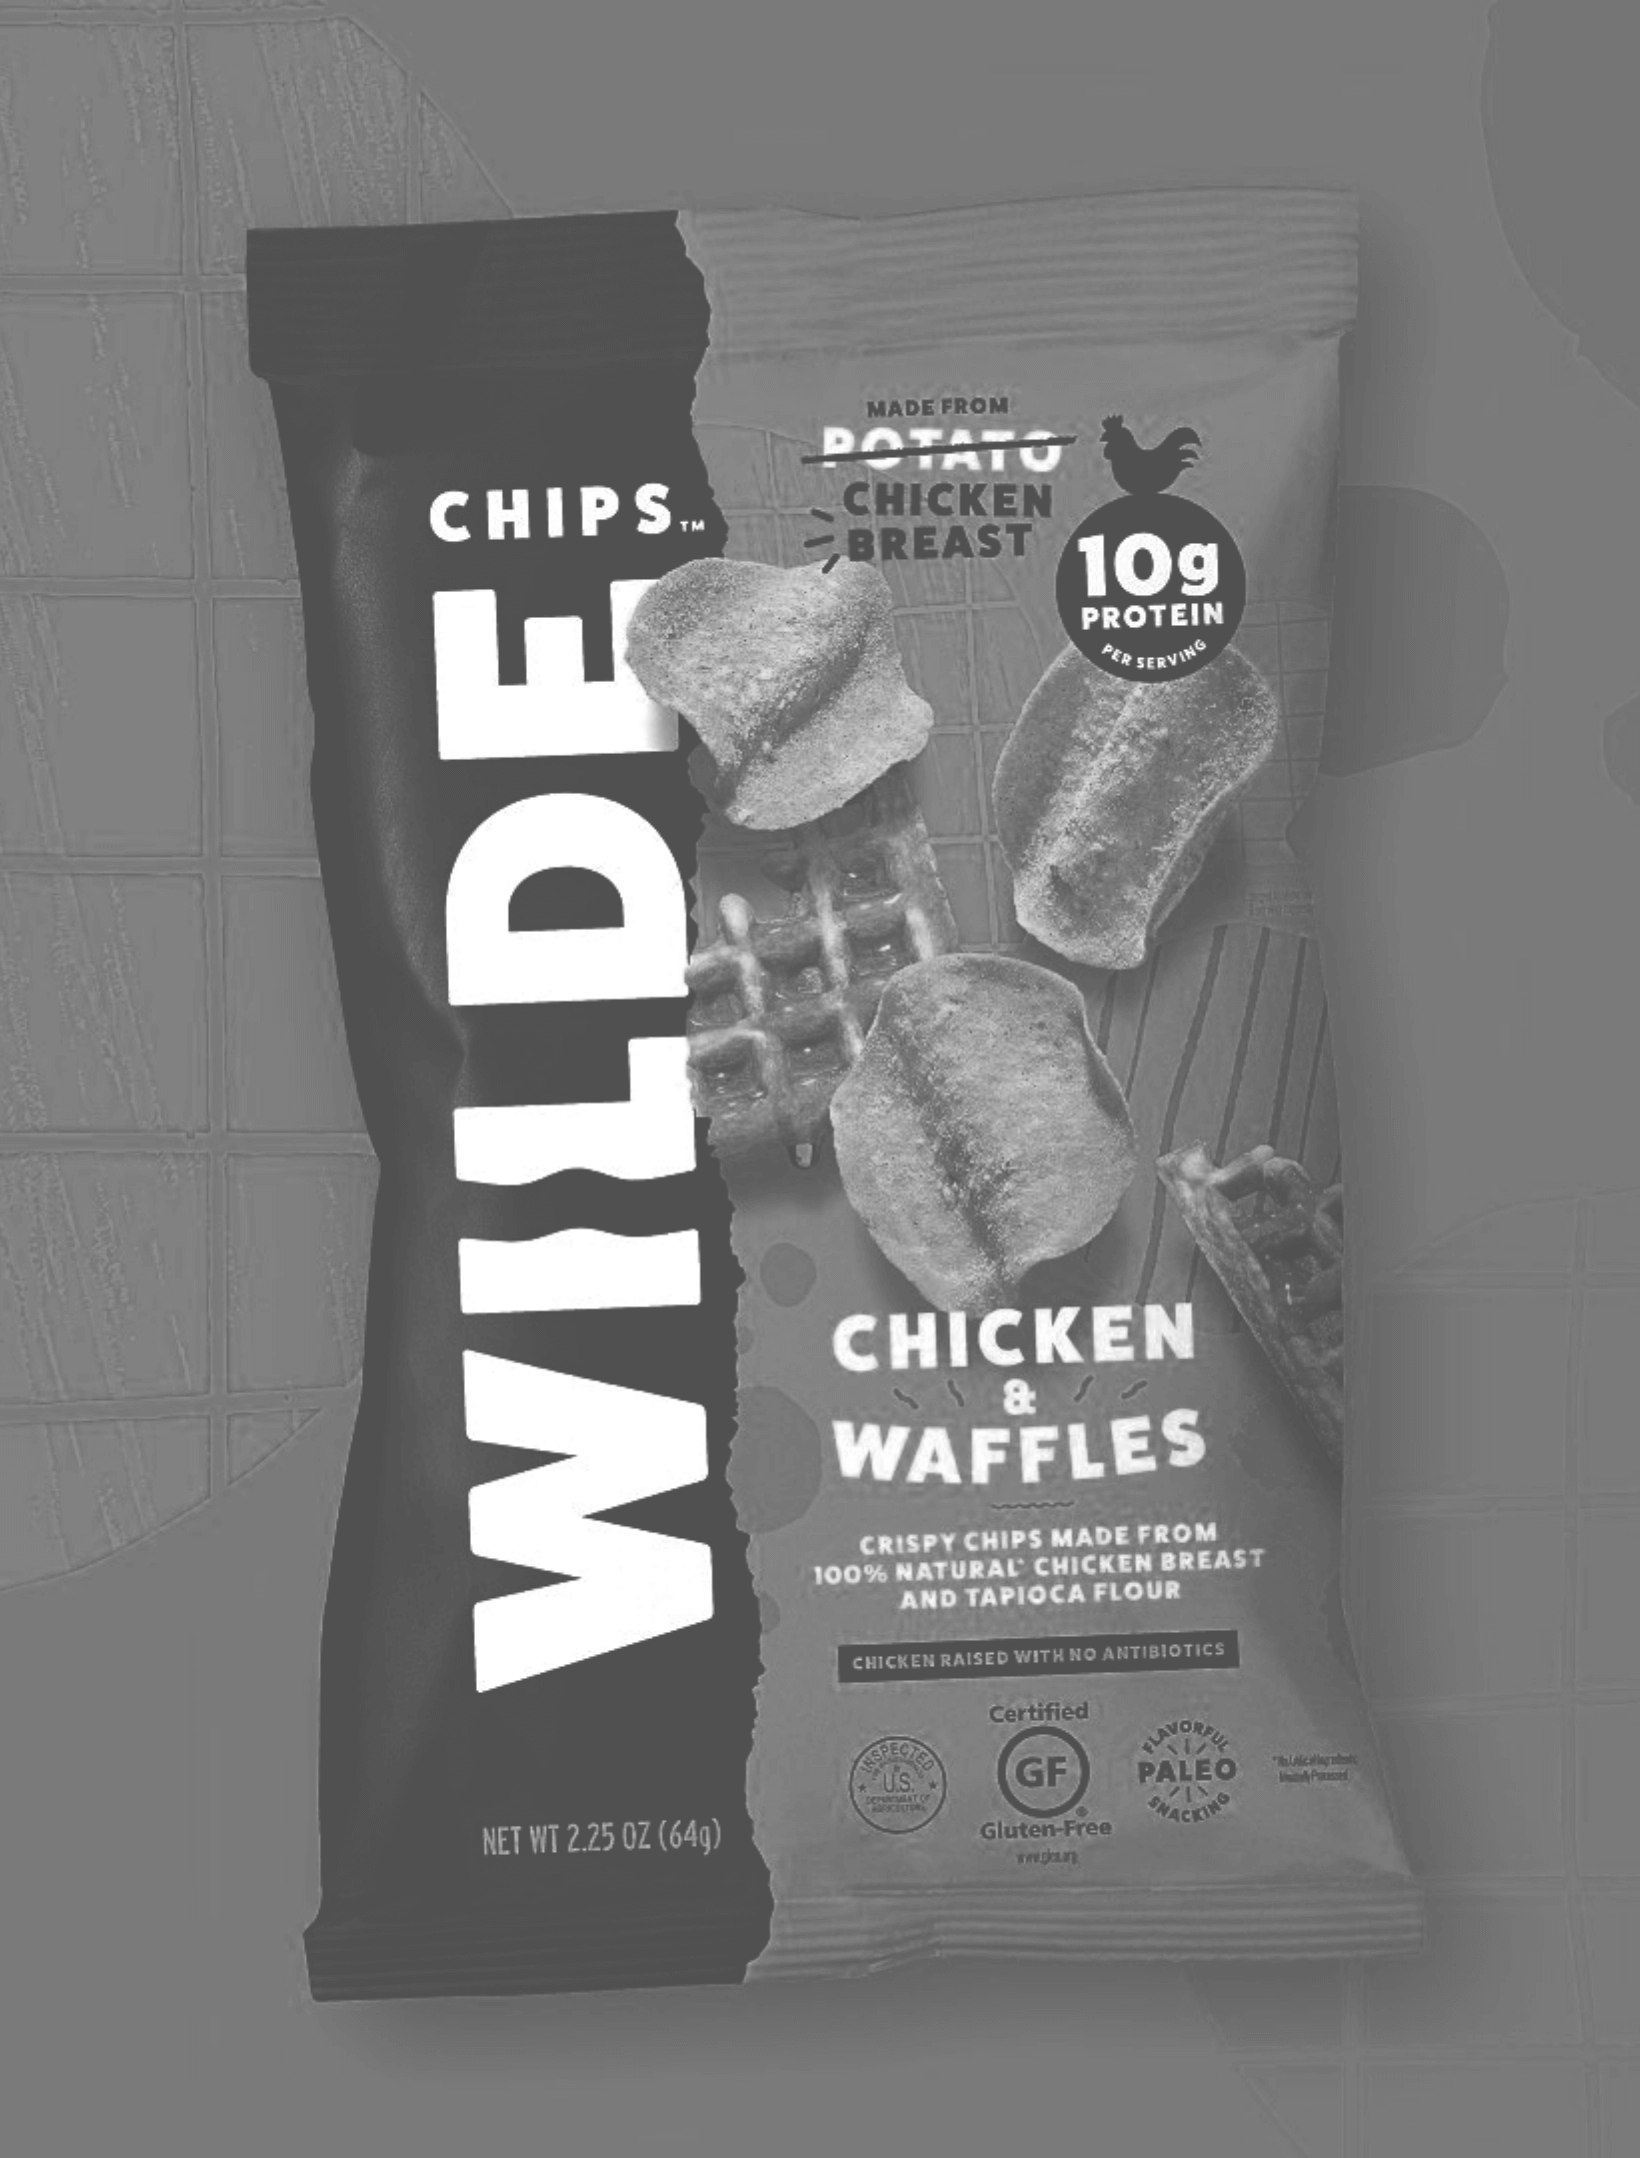 CHIPS™
WILDE
MADE FROM
POTATO
CHICKEN
BREAST
10g
PROTEIN
PER SERVING
CHICKEN
&
WAFFLES
CRISPY CHIPS MADE FROM
100% NATURAL* CHICKEN BREAST
AND TAPIOCA FLOUR
CHICKEN RAISED WITH NO ANTIBIOTICS
INSPECTED
U.S.
DEPARTMENT OF
AGRICULTURE
Certified
GF
®
Gluten-Free
FLAVORFUL
PALEO
SNACKING
NET WT 2.25 OZ (64g)